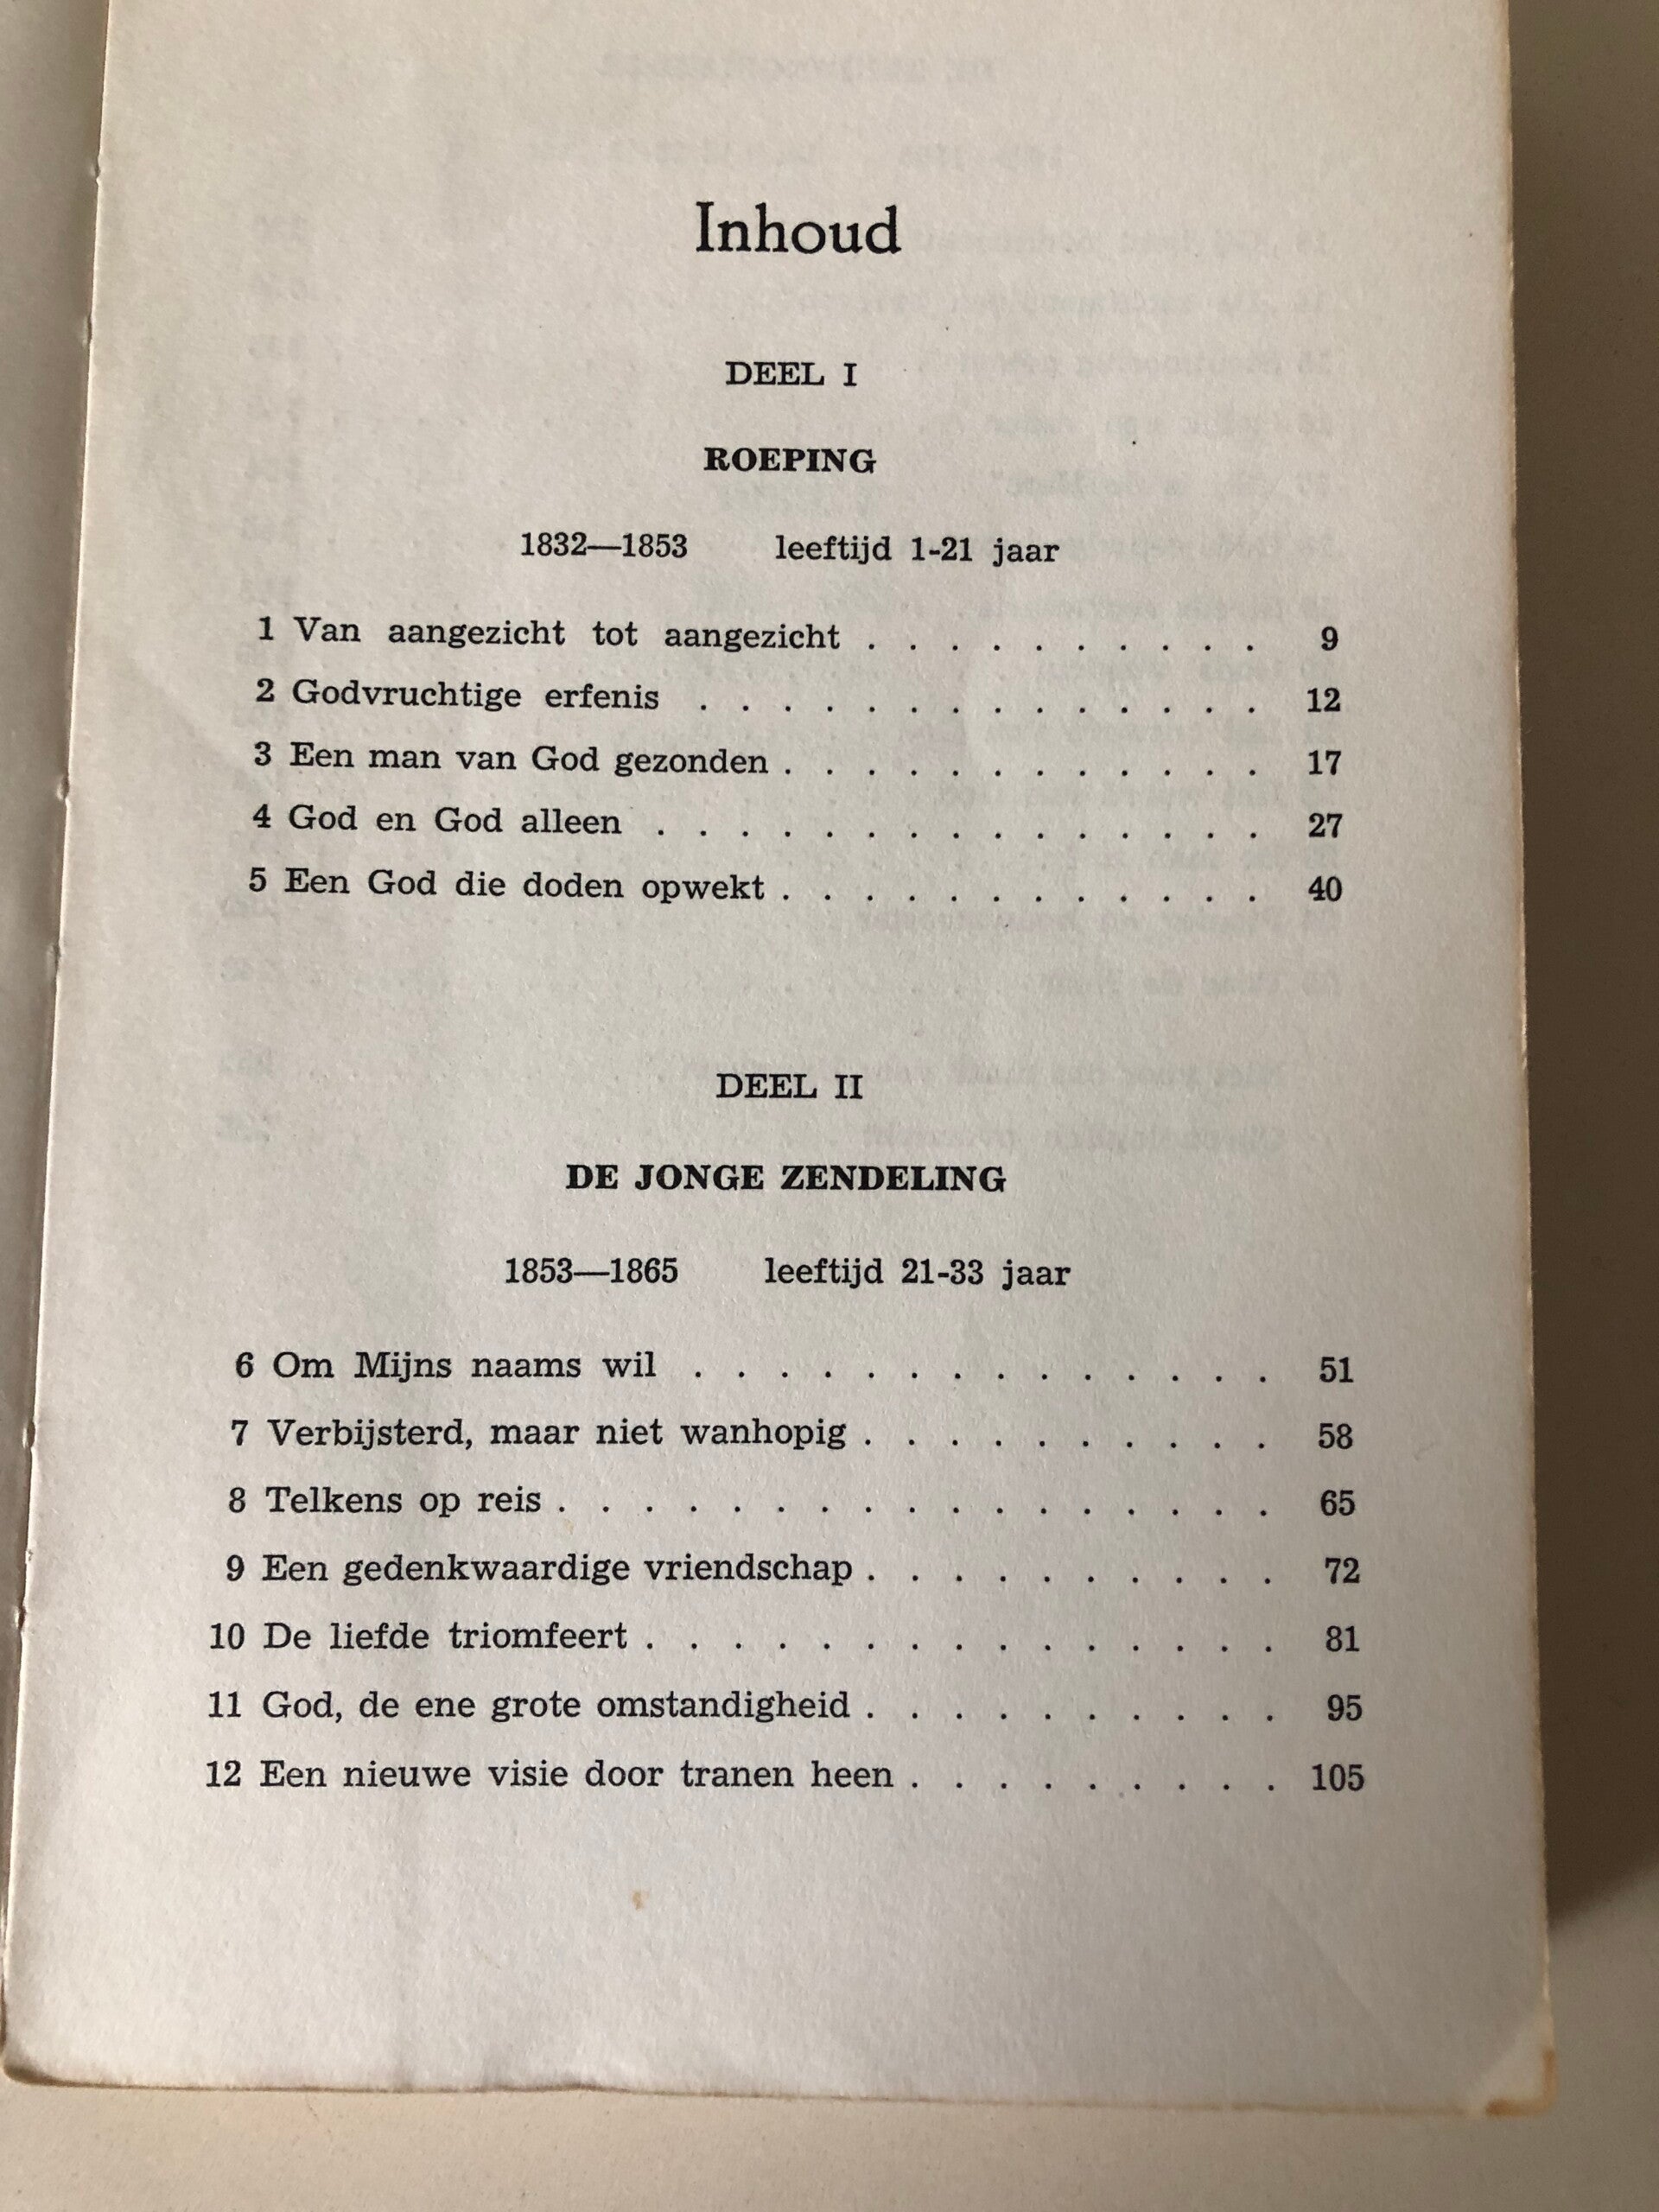 Inhoud
DEEL I
ROEPING
1832—1853 leeftijd 1-21 jaar
1 Van aangezicht tot aangezicht . . . . . . . . . . 9
2 Godvruchtige erfenis . . . . . . . . . . . . . . 12
3 Een man van God gezonden . . . . . . . . . . . . 17
4 God en God alleen . . . . . . . . . . . . . . . 27
5 Een God die doden opwekt . . . . . . . . . . . . 40
DEEL II
DE JONGE ZENDELING
1853—1865 leeftijd 21-33 jaar
6 Om Mijns naams wil . . . . . . . . . . . . . . 51
7 Verbijsterd, maar niet wanhopig . . . . . . . . . . 58
8 Telkens op reis . . . . . . . . . . . . . . . . . 65
9 Een gedenkwaardige vriendschap . . . . . . . . . . 72
10 De liefde triomfeert . . . . . . . . . . . . . . . 81
11 God, de ene grote omstandigheid . . . . . . . . . . 95
12 Een nieuwe visie door tranen heen . . . . . . . . . 105